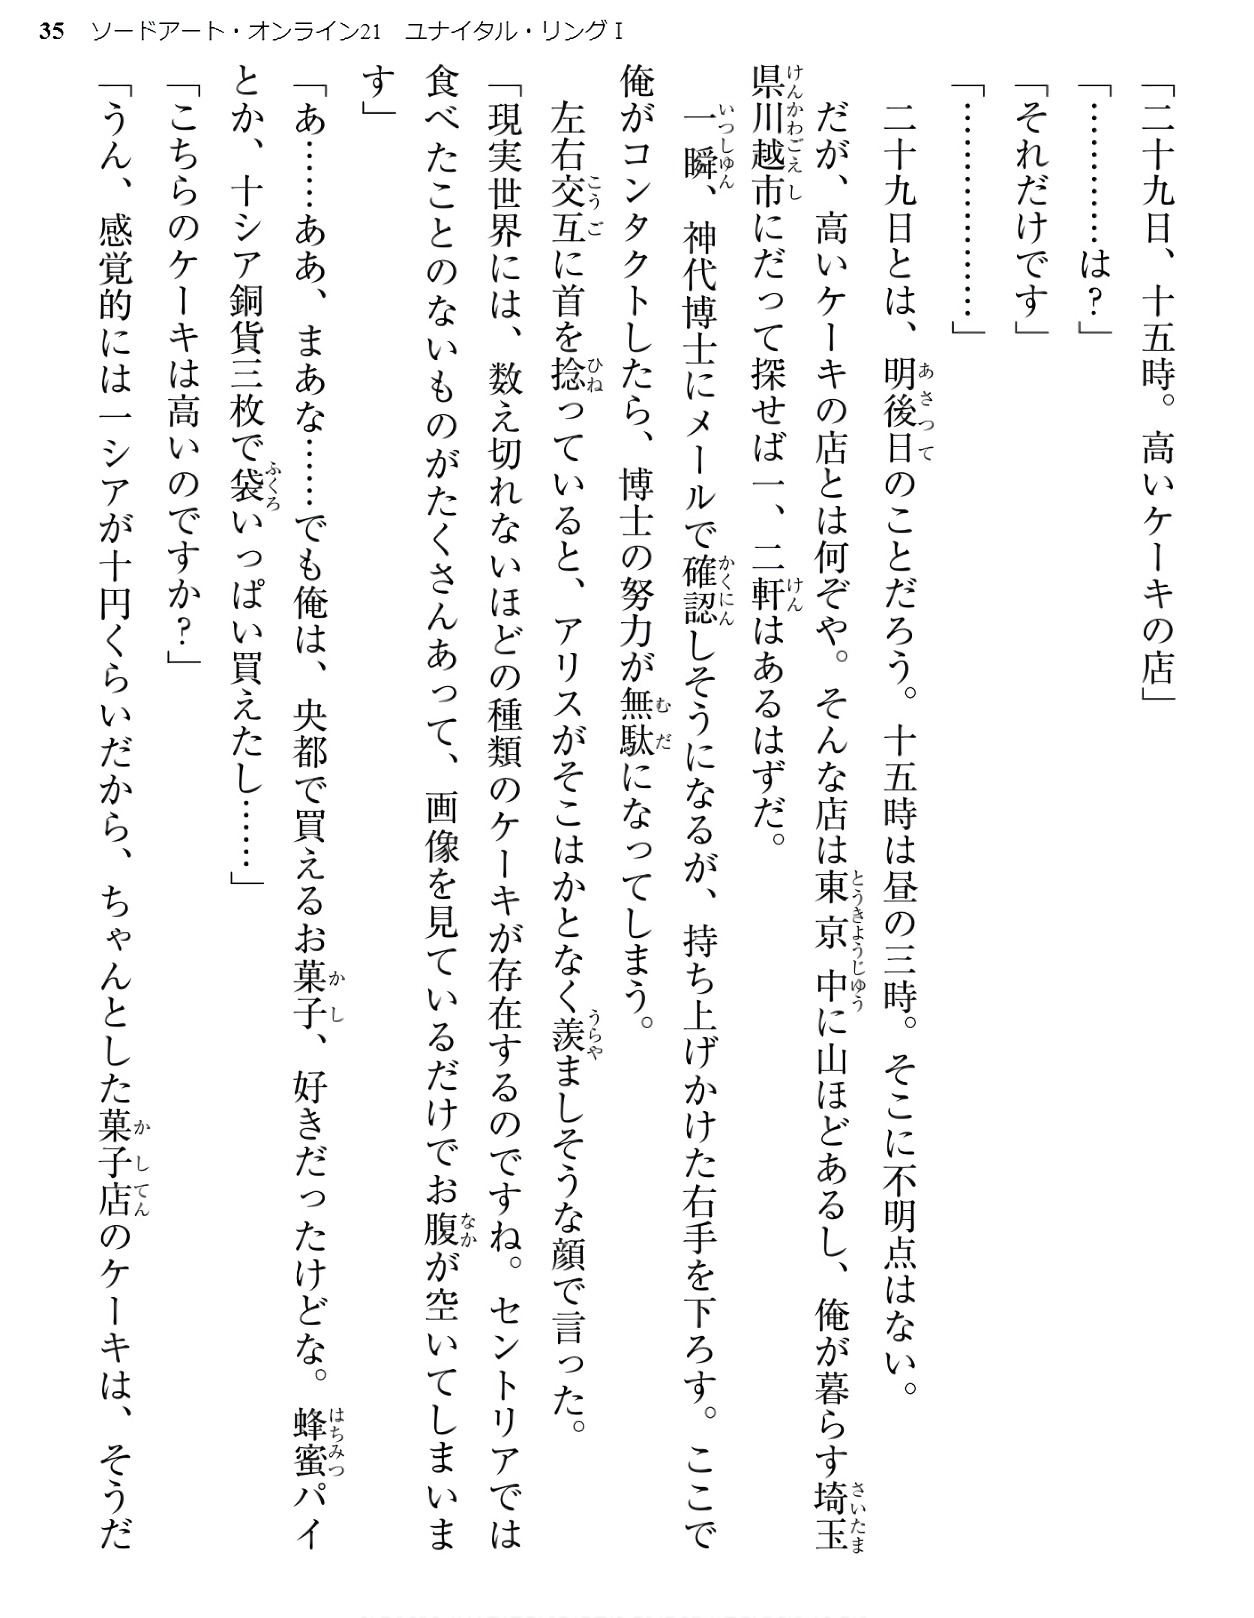 35 ソードアート・オンライン21 ユナイタル・リングⅠ
「二十九日、十五時。高いケーキの店」
「…………は？」
「それだけです」
「………………」
二十九日とは、明後日のことだろう。十五時は昼の三時。そこに不明点はない。
だが、高いケーキの店とは何ぞや。そんな店は東京中に山ほどあるし、俺が暮らす埼玉
県川越市にだって探せば一、二軒はあるはずだ。
一瞬、神代博士にメールで確認しそうになるが、持ち上げかけた右手を下ろす。ここで
俺がコンタクトしたら、博士の努力が無駄になってしまう。
左右交互に首を捻っていると、アリスがそこはかとなく羨ましそうな顔で言った。
「現実世界には、数え切れないほどの種類のケーキが存在するのですね。セントリアでは
食べたことのないものがたくさんあって、画像を見ているだけでお腹が空いてしまいま
す」
「あ……ああ、まあな……でも俺は、央都で買えるお菓子、好きだったけどな。蜂蜜パイ
とか、十シア銅貨三枚で袋いっぱい買えたし……」
「こちらのケーキは高いのですか？」
「うん、感覚的には一シアが十円くらいだから、ちゃんとした菓子店のケーキは、そうだ